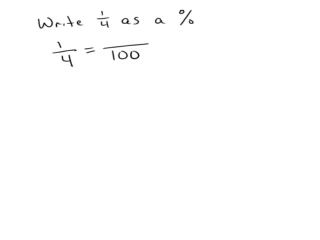 Write 1/4 as a %
1/4 = /100